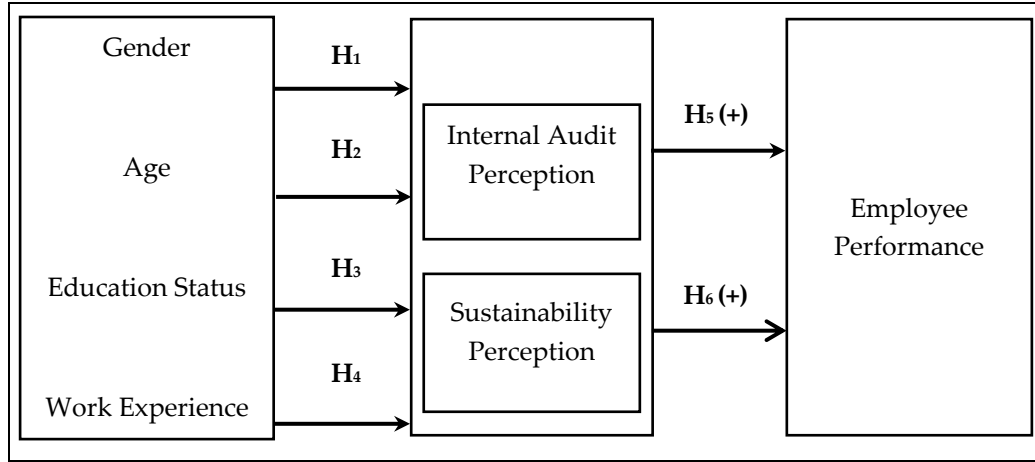 Gender
Age
Education Status
Work Experience
H₁
H₂
H₃
H₄
Internal Audit
Perception
Sustainability
Perception
H₅ (+)
H₆ (+)
Employee
Performance